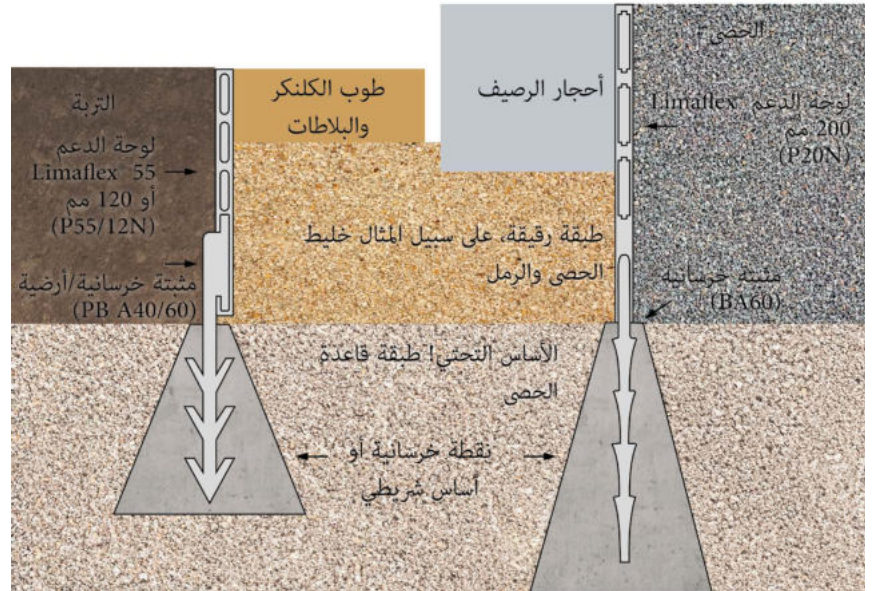 الحصى
أحجار الرصيف
طوب الكلنكر
والبلاطات
التربة
لوحة الدعم Limaflex
200 مم
(P20N)
لوحة الدعم
Limaflex 55
أو 120 مم
(P55/12N)
طبقة رقيقة، على سبيل المثال خليط
الحصى والرمل
مثبتة خرسانية/أرضية
(PB A40/60)
مثبتة خرسانية
(BA60)
الأساس التحتي! طبقة قاعدة
الحصى
نقطة خرسانية او
أساس شريطي